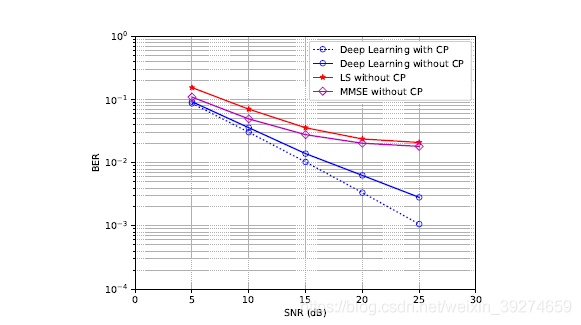 10^0
Deep Learning with CP
Deep Learning without CP
LS without CP
MMSE without CP
10^-1
BER
10^-2
10^-3
10^-4
0 5 10 15 20 25 30
SNR (dB)
https://blog.csdn.net/weixin_39274659